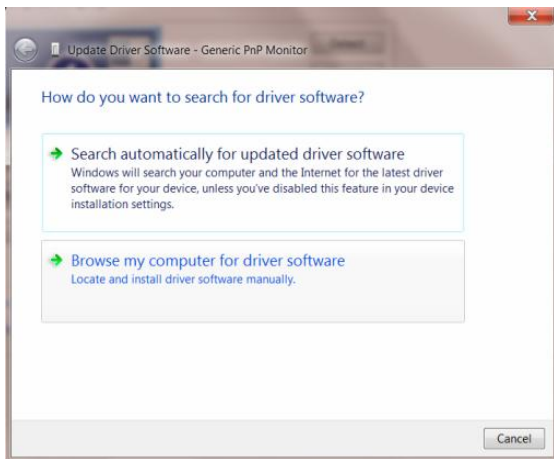 Update Driver Software - Generic PnP Monitor
How do you want to search for driver software?
Search automatically for updated driver software
Windows will search your computer and the Internet for the latest driver
software for your device, unless you've disabled this feature in your device
installation settings.
Browse my computer for driver software
Locate and install driver software manually.
Cancel